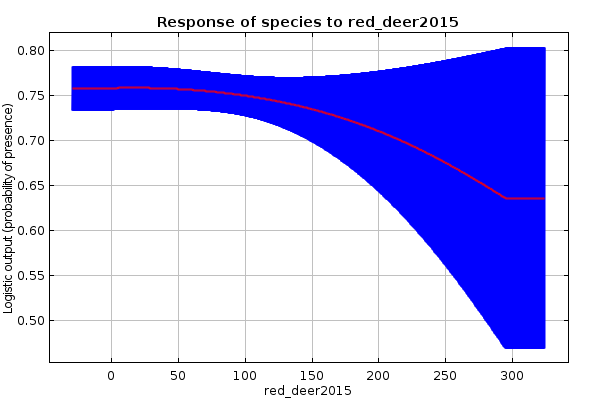 Response of species to red_deer2015
Logistic output (probability of presence)
0.80
0.75
0.70
0.65
0.60
0.55
0.50
0 50 100 150 200 250 300
red_deer2015